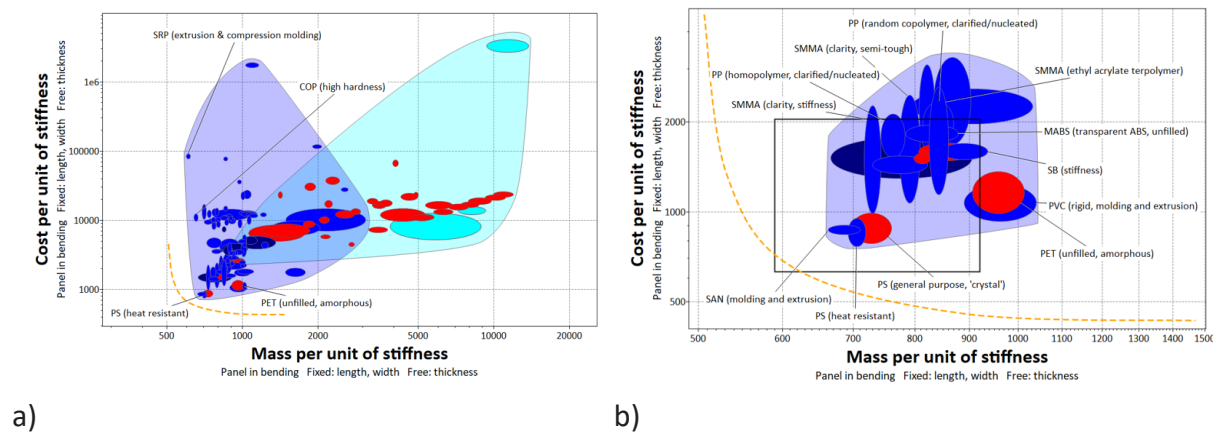 SRP (extrusion & compression molding)
COP (high hardness)
1e6
100000
10000
1000
Cost per unit of stiffness
Panel in bending Fixed: length, width Free: thickness
PS (heat resistant)
PET (unfilled, amorphous)
500
1000
2000
5000
10000
20000
Mass per unit of stiffness
Panel in bending Fixed: length, width Free: thickness
a)
PP (random copolymer, clarified/nucleated)
SMMA (clarity, semi-tough)
PP (homopolymer, clarified/nucleated)
SMMA (ethyl acrylate terpolymer)
SMMA (clarity, stiffness)
MABS (transparent ABS, unfilled)
SB (stiffness)
PVC (rigid, molding and extrusion)
PET (unfilled, amorphous)
PS (general purpose, 'crystal')
SAN (molding and extrusion)
PS (heat resistant)
2000
1000
500
Cost per unit of stiffness
Panel in bending Fixed: length, width Free: thickness
500
600
700
800
900
1000
1100
1200
1300
1400
1500
Mass per unit of stiffness
Panel in bending Fixed: length, width Free: thickness
b)